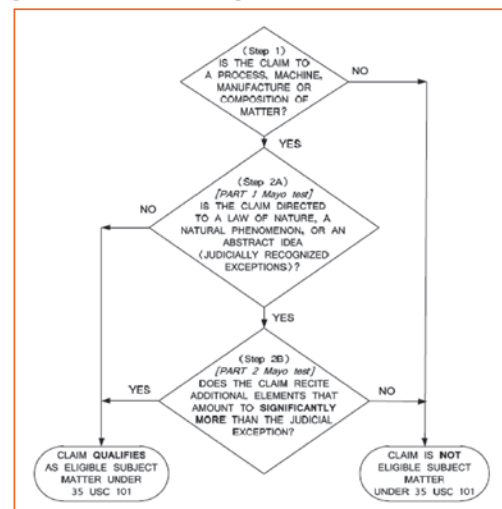 (Step 1)
IS THE CLAIM TO
A PROCESS, MACHINE,
MANUFACTURE OR
COMPOSITION OF
MATTER?
NO
YES
(Step 2A)
[PART 1 Mayo test]
IS THE CLAIM DIRECTED
TO A LAW OF NATURE, A
NATURAL PHENOMENON, OR AN
ABSTRACT IDEA
(JUDICIALLY RECOGNIZED
EXCEPTIONS)?
NO
YES
(Step 2B)
[PART 2 Mayo test]
DOES THE CLAIM RECITE
ADDITIONAL ELEMENTS THAT
AMOUNT TO SIGNIFICANTLY
MORE THAN THE JUDICIAL
EXCEPTION?
YES
NO
CLAIM QUALIFIES
AS ELIGIBLE SUBJECT
MATTER UNDER
35 USC 101
CLAIM IS NOT
ELIGIBLE SUBJECT
MATTER
UNDER 35 USC 101